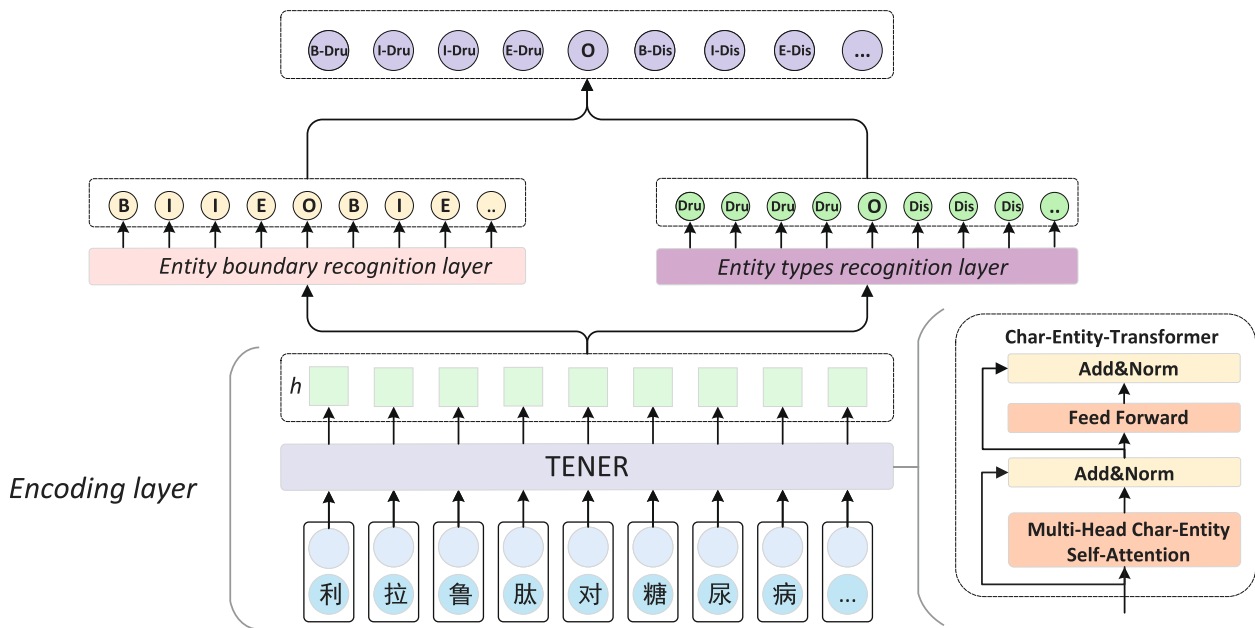 B-Dru I-Dru I-Dru E-Dru O B-Dis I-Dis E-Dis ...
B I I E O B I E ..
Dru Dru Dru Dru O Dis Dis Dis ..
Entity boundary recognition layer
Entity types recognition layer
h
TENER
Encoding layer
利 拉 鲁 肽 对 糖 尿 病 ...
Char-Entity-Transformer
Add&Norm
Feed Forward
Add&Norm
Multi-Head Char-Entity
Self-Attention